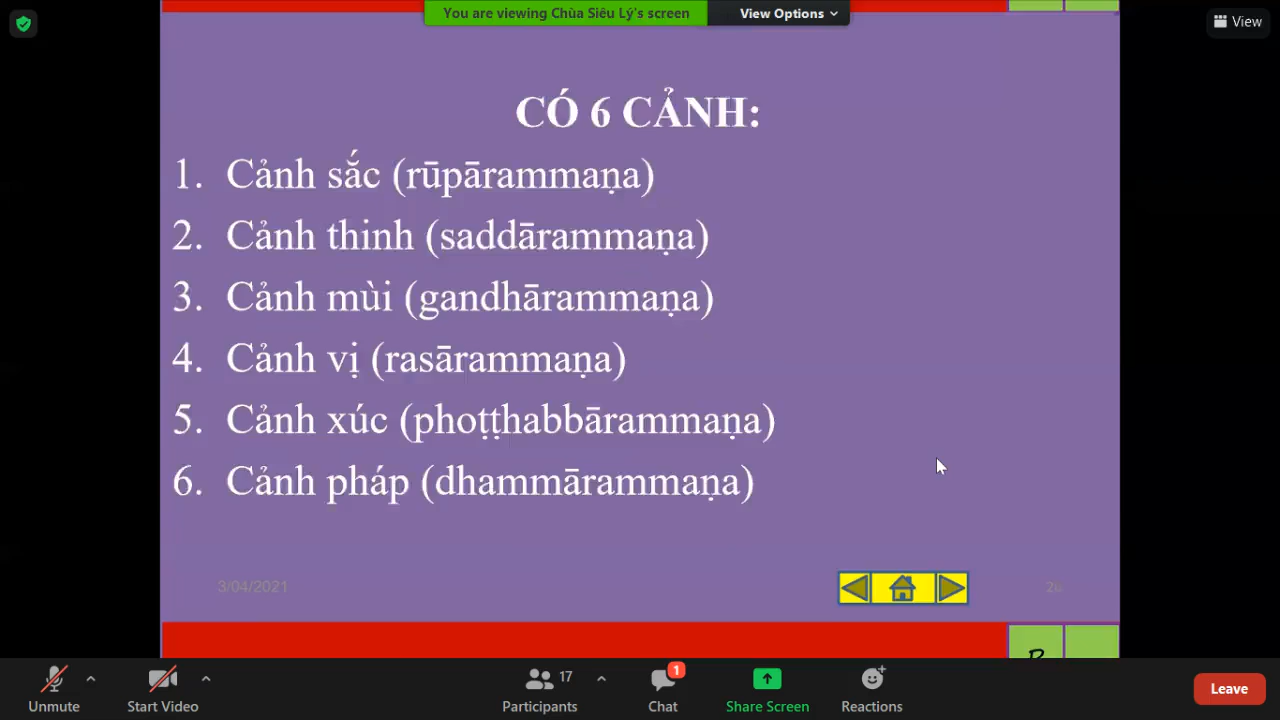 You are viewing Chùa Siêu Lý's screen
View Options
View
CÓ 6 CẢNH:
1. Cảnh sắc (rūpārammaṇa)
2. Cảnh thinh (saddārammaṇa)
3. Cảnh mùi (gandhārammaṇa)
4. Cảnh vị (rasārammaṇa)
5. Cảnh xúc (phoṭṭhabbārammaṇa)
6. Cảnh pháp (dhammārammaṇa)
3/04/2021
Unmute
Start Video
17
Participants
1
Chat
Share Screen
Reactions
Leave